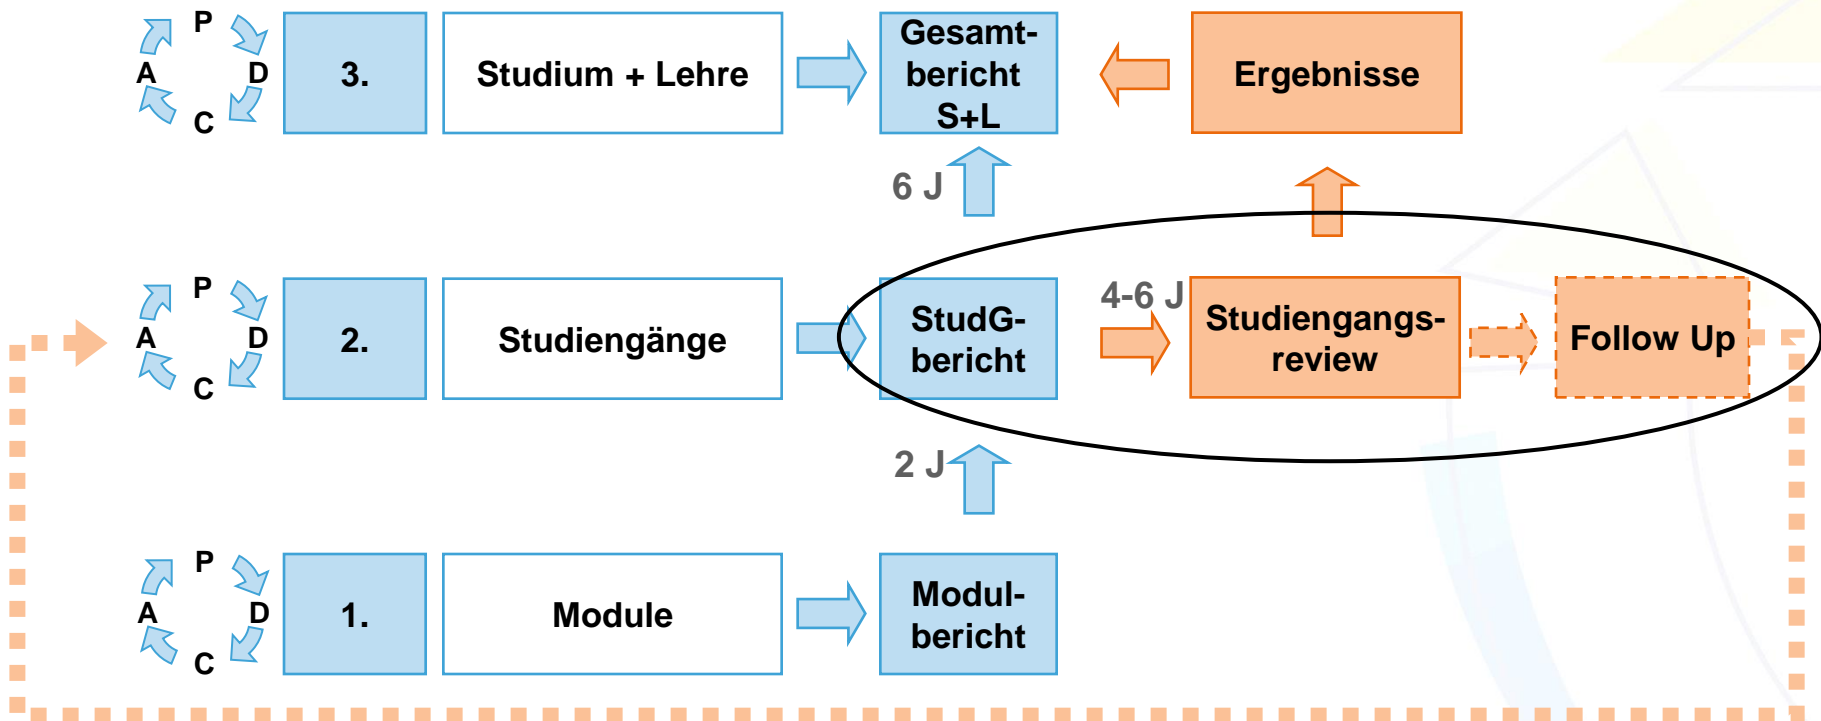 P
A
D
C
3.
Studium + Lehre
Gesamt-
bericht
S+L
Ergebnisse
6 J
P
A
D
C
2.
Studiengänge
StudG-
bericht
4-6 J
Studiengangs-
review
Follow Up
2 J
P
A
D
C
1.
Module
Modul-
bericht